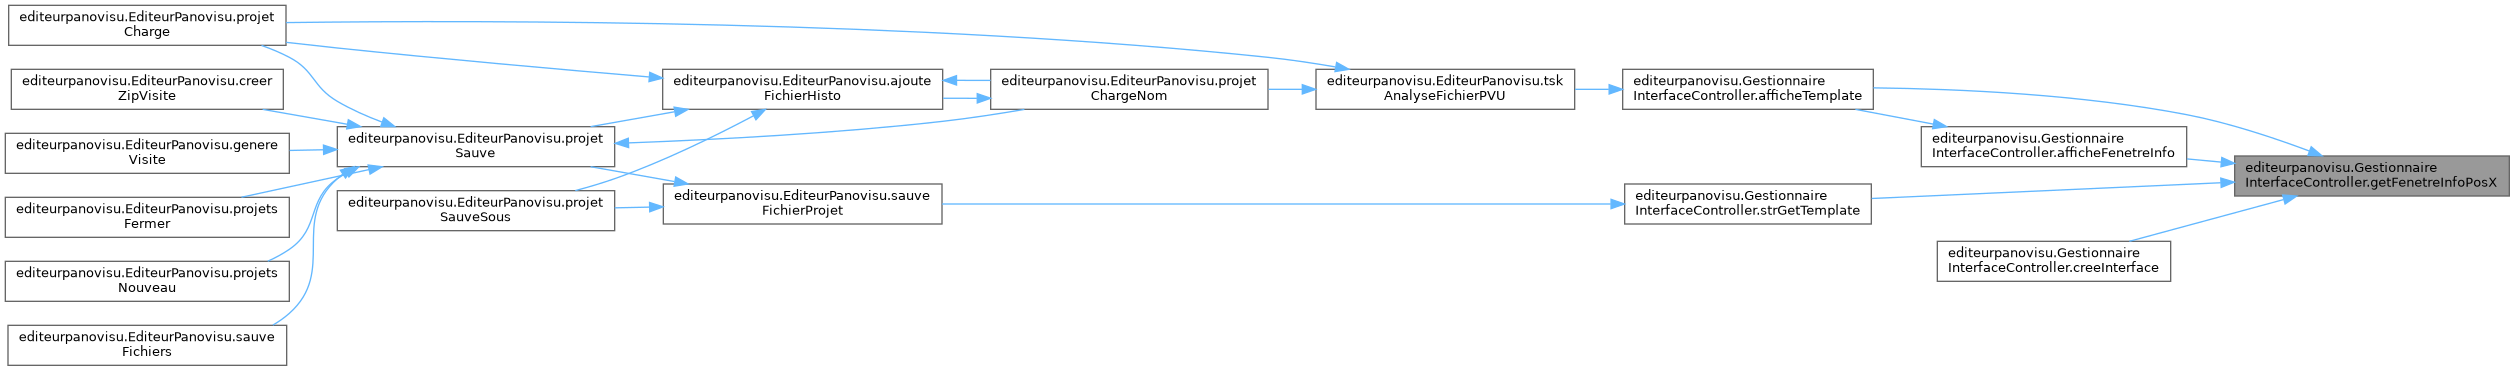 editeurpanovisu.EditeurPanovisu.projet
Charge
editeurpanovisu.EditeurPanovisu.creer
ZipVisite
editeurpanovisu.EditeurPanovisu.genere
Visite
editeurpanovisu.EditeurPanovisu.projets
Fermer
editeurpanovisu.EditeurPanovisu.projets
Nouveau
editeurpanovisu.EditeurPanovisu.sauve
Fichiers
editeurpanovisu.EditeurPanovisu.projet
Sauve
editeurpanovisu.EditeurPanovisu.projet
SauveSous
editeurpanovisu.EditeurPanovisu.ajoute
FichierHisto
editeurpanovisu.EditeurPanovisu.sauve
FichierProjet
editeurpanovisu.EditeurPanovisu.projet
ChargeNom
editeurpanovisu.EditeurPanovisu.tsk
AnalyseFichierPVU
editeurpanovisu.Gestionnaire
InterfaceController.afficheTemplate
editeurpanovisu.Gestionnaire
InterfaceController.strGetTemplate
editeurpanovisu.Gestionnaire
InterfaceController.afficheFenetreInfo
editeurpanovisu.Gestionnaire
InterfaceController.creeInterface
editeurpanovisu.Gestionnaire
InterfaceController.getFenetreInfoPosX